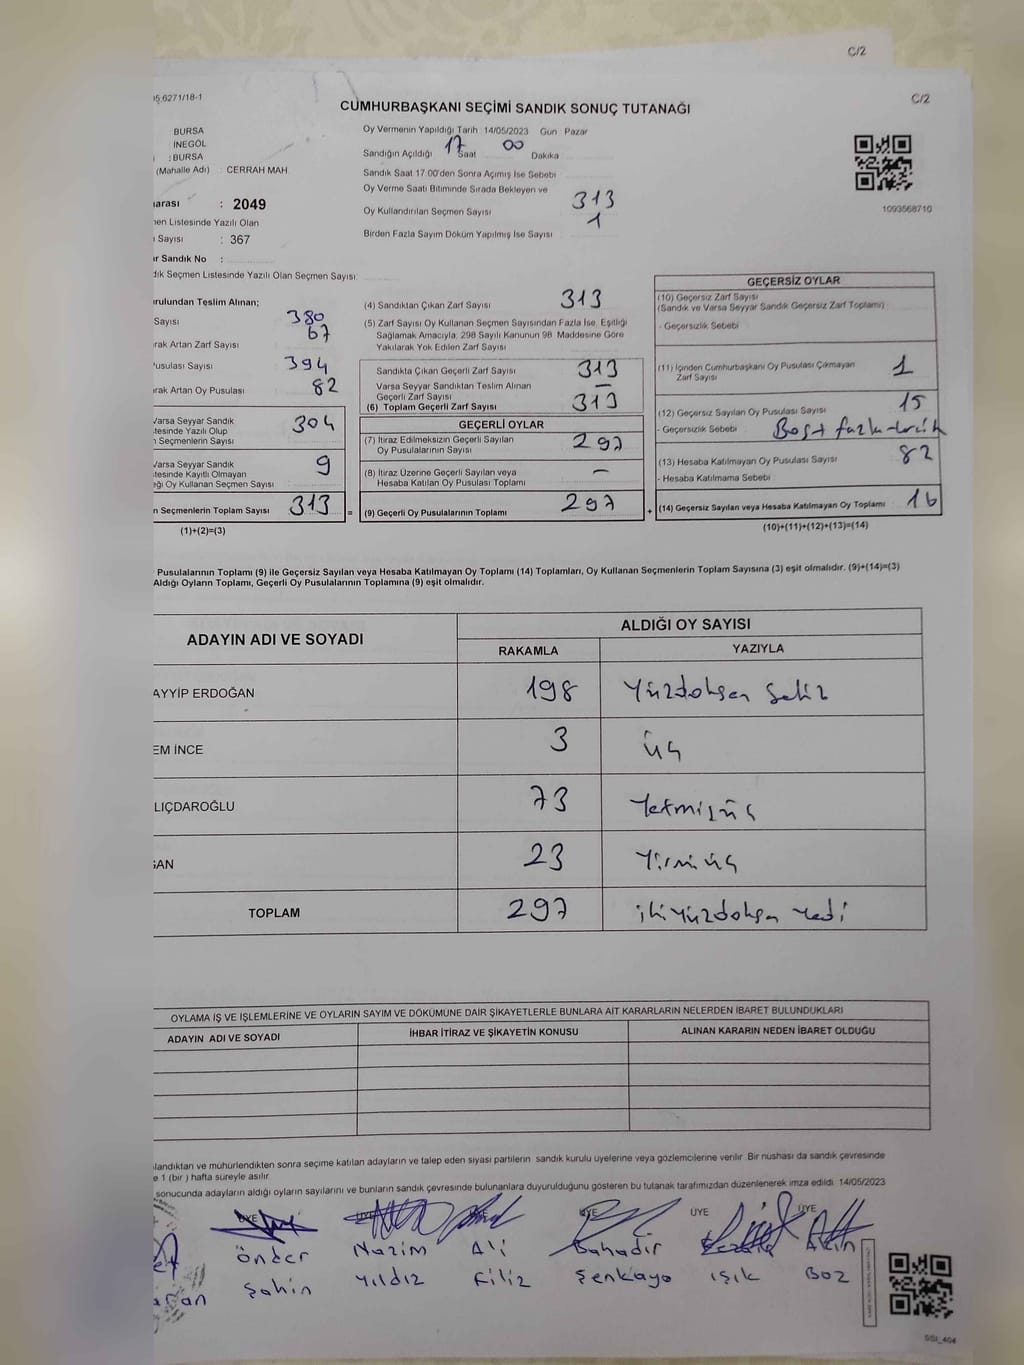 C/2
C/2
6271/18-1
CUMHURBAŞKANI SEÇİMİ SANDIK SONUÇ TUTANAĞI
BURSA
İNEGÖL
: BURSA
(Mahalle Adı) : CERRAH MAH.
arası : 2049
men Listesinde Yazılı Olan
ı Sayısı : 367
ır Sandık No :
dık Seçmen Listesinde Yazılı Olan Seçmen Sayısı:
Oy Vermenin Yapıldığı Tarih 14/05/2023 Gün Pazar
Sandığın Açıldığı 17 Saat 00 Dakika
Sandık Saat 17.00'den Sonra Açımış İse Sebebi
Oy Verme Saati Bitiminde Sırada Bekleyen ve
Oy Kullandırılan Seçmen Sayısı 313
Birden Fazla Sayım Döküm Yapılmış İse Sayısı 1
1093568710
urulundan Teslim Alınan;
Sayısı 380
rak Artan Zarf Sayısı 67
Pusulası Sayısı 394
rak Artan Oy Pusulası 82
Varsa Seyyar Sandık
tesinde Yazılı Olup
n Seçmenlerin Sayısı 304
Varsa Seyyar Sandık
tesinde Kayıtlı Olmayan
eği Oy Kullanan Seçmen Sayısı 9
n Seçmenlerin Toplam Sayısı 313 =
(1)+(2)=(3)
(4) Sandıktan Çıkan Zarf Sayısı 313
(5) Zarf Sayısı Oy Kullanan Seçmen Sayısından Fazla İse, Eşitliği
Sağlamak Amacıyla, 298 Sayılı Kanunun 98. Maddesine Göre
Yakılarak Yok Edilen Zarf Sayısı
Sandıkta Çıkan Geçerli Zarf Sayısı 313
Varsa Seyyar Sandıktan Teslim Alınan
Geçerli Zarf Sayısı –
(6) Toplam Geçerli Zarf Sayısı 313
GEÇERLİ OYLAR
(7) İtiraz Edilmeksizin Geçerli Sayılan
Oy Pusulalarının Sayısı 297
(8) İtiraz Üzerine Geçerli Sayılan veya
Hesaba Katılan Oy Pusulası Toplamı –
(9) Geçerli Oy Pusulalarının Toplamı 297 +
GEÇERSİZ OYLAR
(10) Geçersiz Zarf Sayısı
(Sandık ve Varsa Seyyar Sandık Geçersiz Zarf Toplamı)
- Geçersizlik Sebebi
(11) İçinden Cumhurbaşkanı Oy Pusulası Çıkmayan
Zarf Sayısı 1
(12) Geçersiz Sayılan Oy Pusulası Sayısı 15
- Geçersizlik Sebebi
(13) Hesaba Katılmayan Oy Pusulası Sayısı 82
- Hesaba Katılmama Sebebi
(14) Geçersiz Sayılan veya Hesaba Katılmayan Oy Toplamı 16
(10)+(11)+(12)+(13)=(14)
Pusulalarının Toplamı (9) ile Geçersiz Sayılan veya Hesaba Katılmayan Oy Toplamı (14) Toplamları, Oy Kullanan Seçmenlerin Toplam Sayısına (3) eşit olmalıdır. (9)+(14)=(3)
Aldığı Oyların Toplamı, Geçerli Oy Pusulalarının Toplamına (9) eşit olmalıdır.
ADAYIN ADI VE SOYADI
ALDIĞI OY SAYISI
RAKAMLA YAZIYLA
AYYİP ERDOĞAN 198 Yüzdoksan Sekiz
EM İNCE 3 üç
LIÇDAROĞLU 73 Yetmişüç
ĞAN 23 Yirmiüç
TOPLAM 297 ikiyüzdoksan Yedi
OYLAMA İŞ VE İŞLEMLERİNE VE OYLARIN SAYIM VE DÖKÜMÜNE DAİR ŞİKAYETLERLE BUNLARA AİT KARARLARIN NELERDEN İBARET BULUNDUKLARI
ADAYIN ADI VE SOYADI İHBAR İTİRAZ VE ŞİKAYETİN KONUSU ALINAN KARARIN NEDEN İBARET OLDUĞU
landıktan ve mühürlendikten sonra seçime katılan adayların ve talep eden siyasi partilerin sandık kurulu üyelerine veya gözlemcilerine verilir. Bir nüshası da sandık çevresinde
e 1 (bir) hafta süreyle asılır.
sonucunda adayların aldığı oyların sayılarını ve bunların sandık çevresinde bulunanlara duyurulduğunu gösteren bu tutanak tarafımızdan düzenlenerek imza edildi. 14/05/2023
ÜYE ÜYE ÜYE ÜYE ÜYE
Önder Nazim Ali Bahadır Akın
Şahin Yıldız Filiz Şenkaya Işık Boz
SSI_404